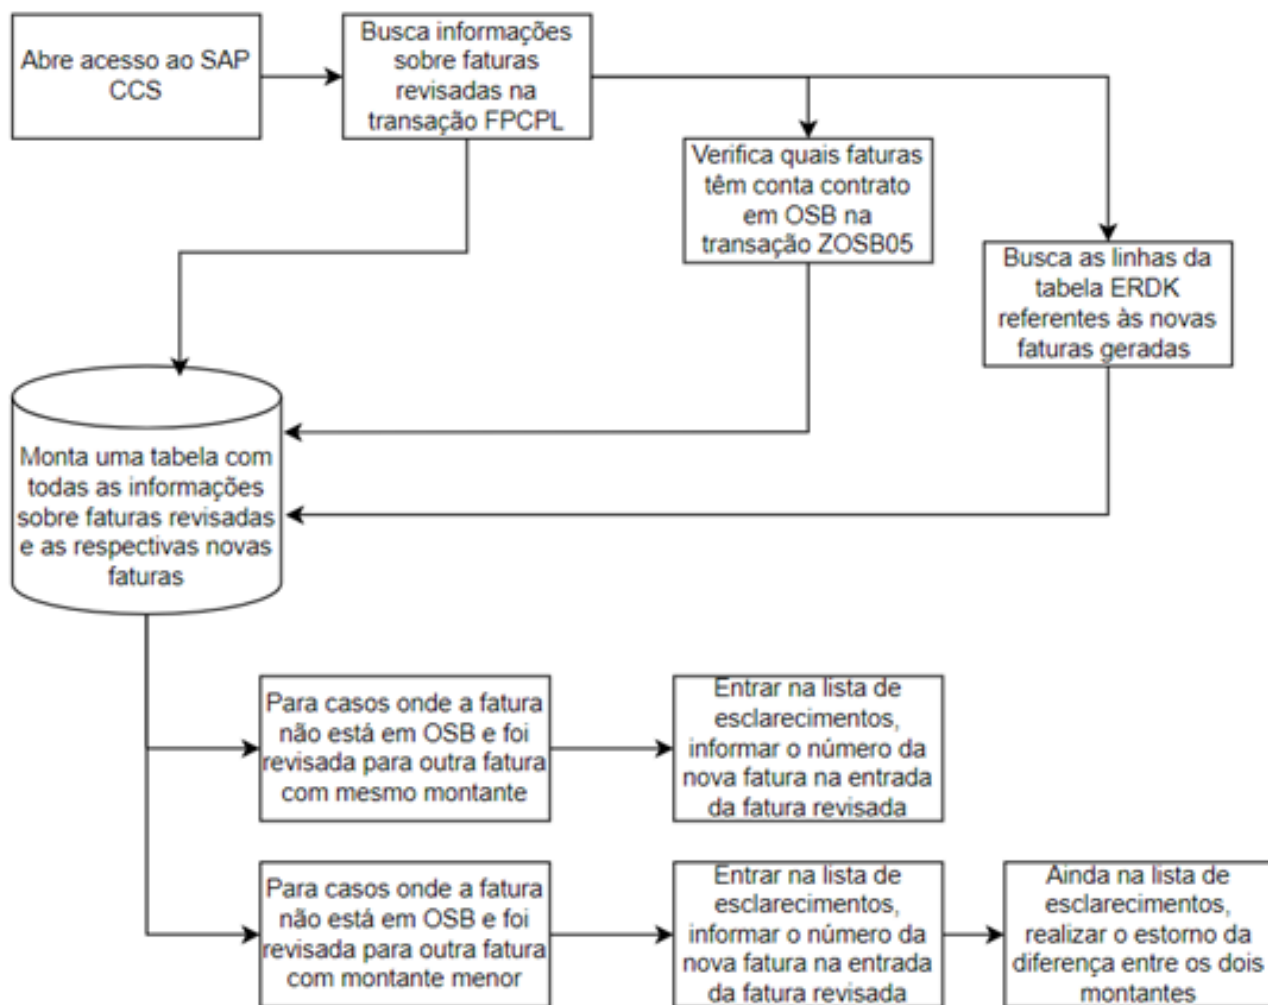 Abre acesso ao SAP
CCS
Busca informações
sobre faturas
revisadas na
transação FPCPL
Verifica quais faturas
têm conta contrato
em OSB na
transação ZOSB05
Busca as linhas da
tabela ERDK
referentes às novas
faturas geradas
Monta uma tabela com
todas as informações
sobre faturas revisadas
e as respectivas novas
faturas
Para casos onde a fatura
não está em OSB e foi
revisada para outra fatura
com mesmo montante
Entrar na lista de
esclarecimentos,
informar o número da
nova fatura na entrada
da fatura revisada
Para casos onde a fatura
não está em OSB e foi
revisada para outra fatura
com montante menor
Entrar na lista de
esclarecimentos,
informar o número da
nova fatura na entrada
da fatura revisada
Ainda na lista de
esclarecimentos,
realizar o estorno da
diferença entre os dois
montantes